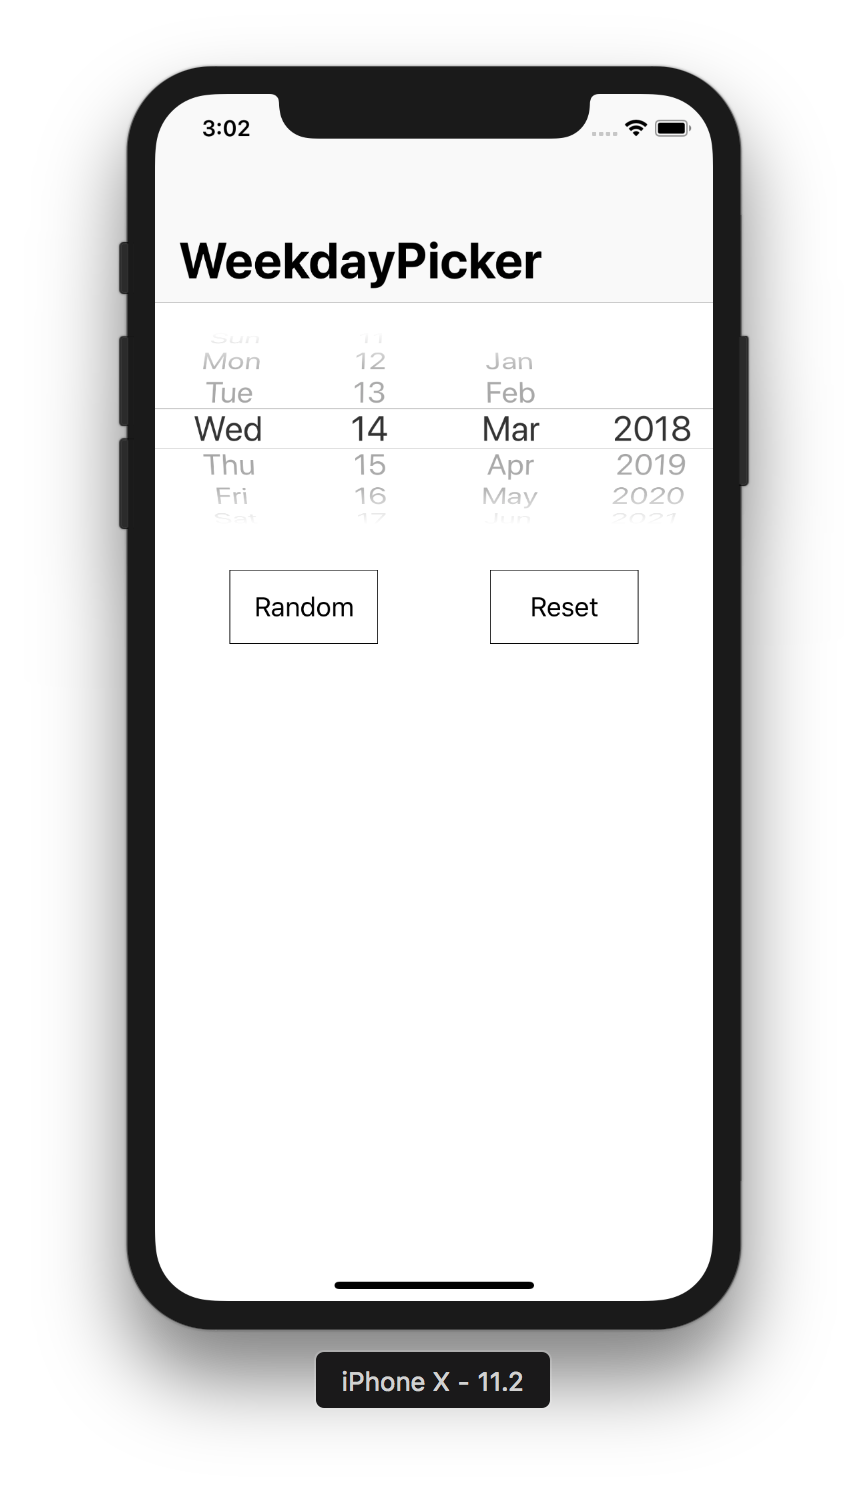 3:02
WeekdayPicker
Sun 11
Mon 12 Jan
Tue 13 Feb
Wed 14 Mar 2018
Thu 15 Apr 2019
Fri 16 May 2020
Sat 17 Jun 2021
Random Reset
iPhone X - 11.2